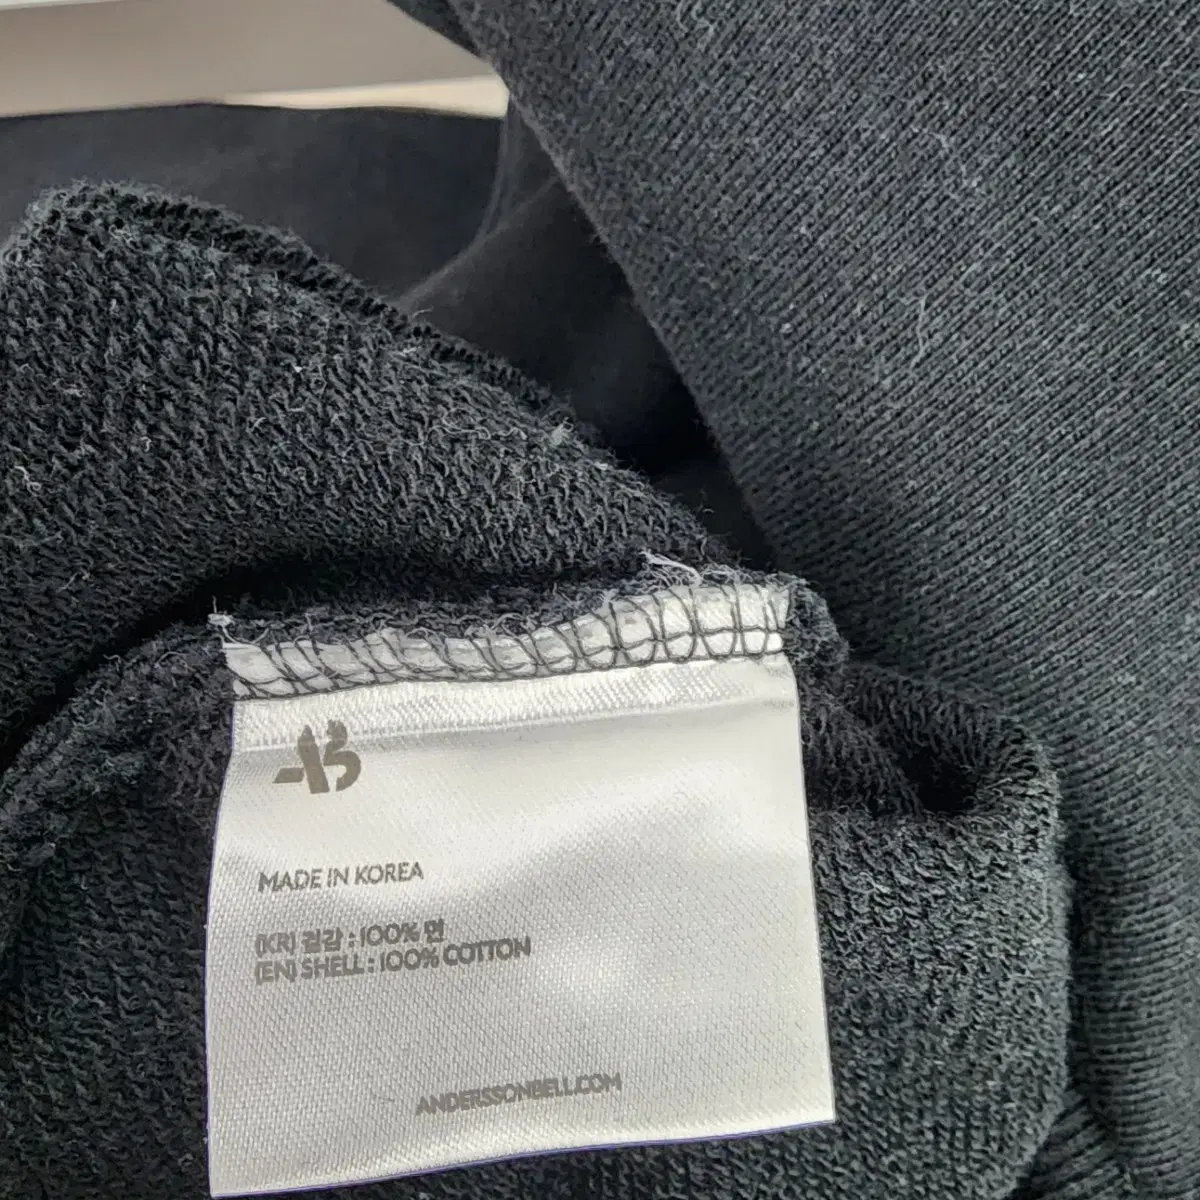 AB
MADE IN KOREA
(KR) 겉감 : 100% 면
(EN) SHELL : 100% COTTON
ANDERSSONBELL.COM